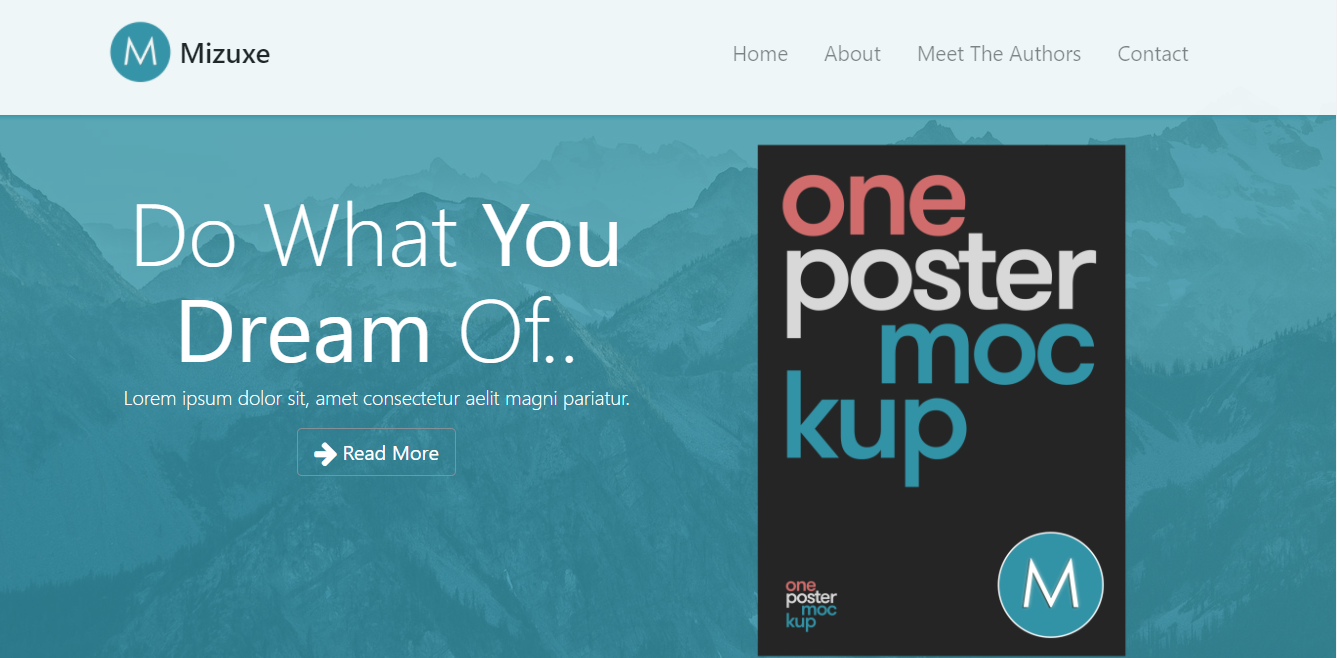 M Mizuxe
Home About Meet The Authors Contact
Do What You
Dream Of..
Lorem ipsum dolor sit, amet consectetur aelit magni pariatur.
Read More
one
poster
moc
kup
one
poster
moc
kup
M